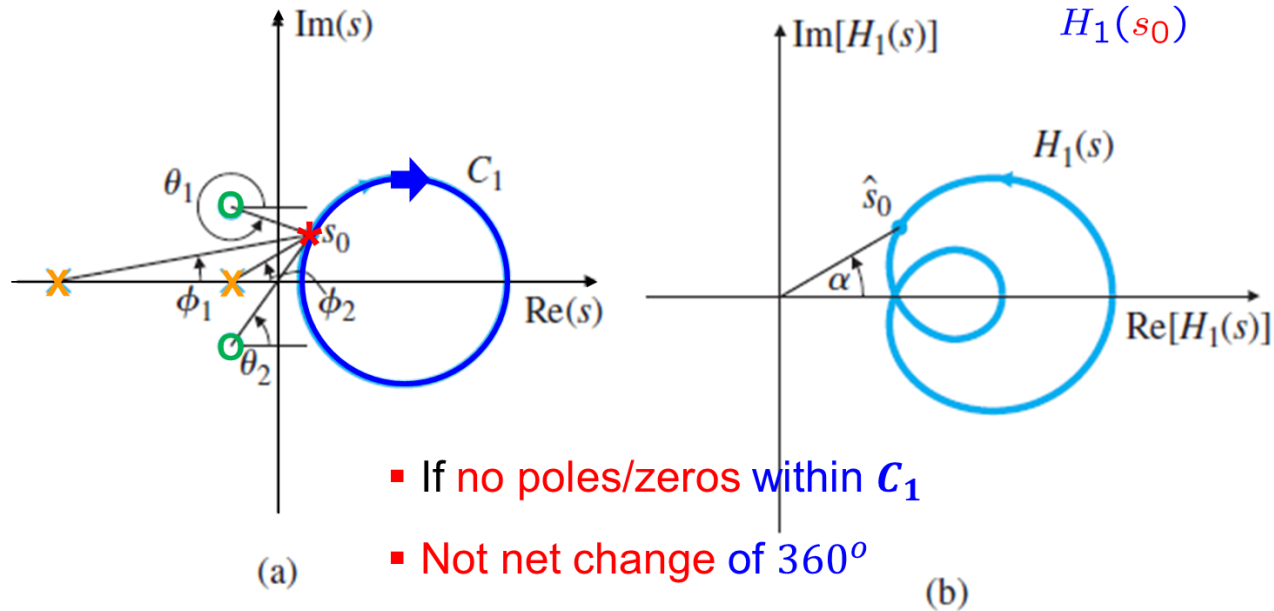 Im(s)
Im[H₁(s)]
H₁(s₀)
θ₁
C₁
H₁(s)
ŝ₀
s₀
α
ϕ₁
ϕ₂
Re(s)
Re[H₁(s)]
θ₂
▪ If no poles/zeros within C₁
▪ Not net change of 360ᵒ
(a)
(b)